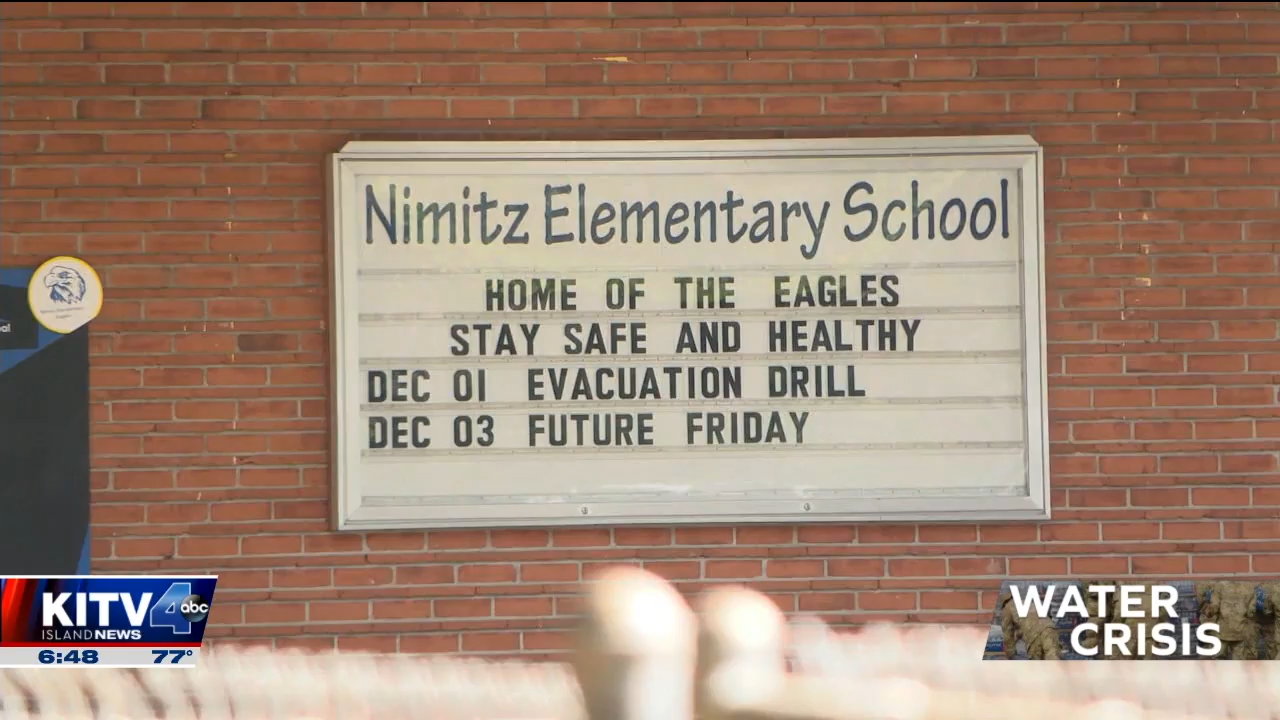 Nimitz Elementary School
HOME OF THE EAGLES
STAY SAFE AND HEALTHY
DEC 01 EVACUATION DRILL
DEC 03 FUTURE FRIDAY
al
KITV4 abc
ISLAND NEWS
6:48 77°
WATER
CRISIS